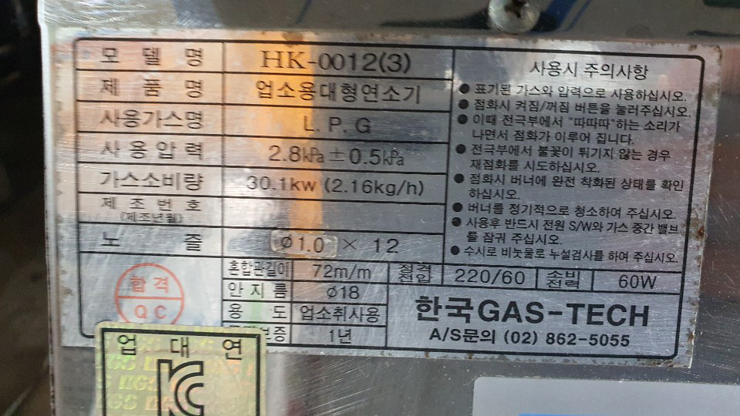 모델명 HK-0012(3)
제품명 업소용대형연소기
사용가스명 L.P.G
사용압력 2.8㎪±0.5㎪
가스소비량 30.1kw (2.16kg/h)
제조번호
(제조년월)
노즐 Ø1.0 × 12
합격
QC
혼합관길이 72m/m 정격전압 220/60 소비전력 60W
안지름 Ø18
용도 업소취사용
보증 1년
한국GAS-TECH
A/S문의 (02) 862-5055
사용시 주의사항
● 표기된 가스와 압력으로 사용하십시오.
● 점화시 켜짐/꺼짐 버튼을 눌러주십시오.
● 이때 전극부에서 "따따따"하는 소리가
나면서 점화가 이루어 집니다.
● 전극부에서 불꽃이 튀기지 않는 경우
재점화를 시도하십시오.
● 점화시 버너에 완전 착화된 상태를 확인
하십시오.
● 버너를 정기적으로 청소하여 주십시오.
● 사용후 반드시 전원 S/W와 가스 중간 밸브
를 잠궈 주십시오.
● 수시로 비눗물로 누설검사를 하여 주십시오.
업대연
KC